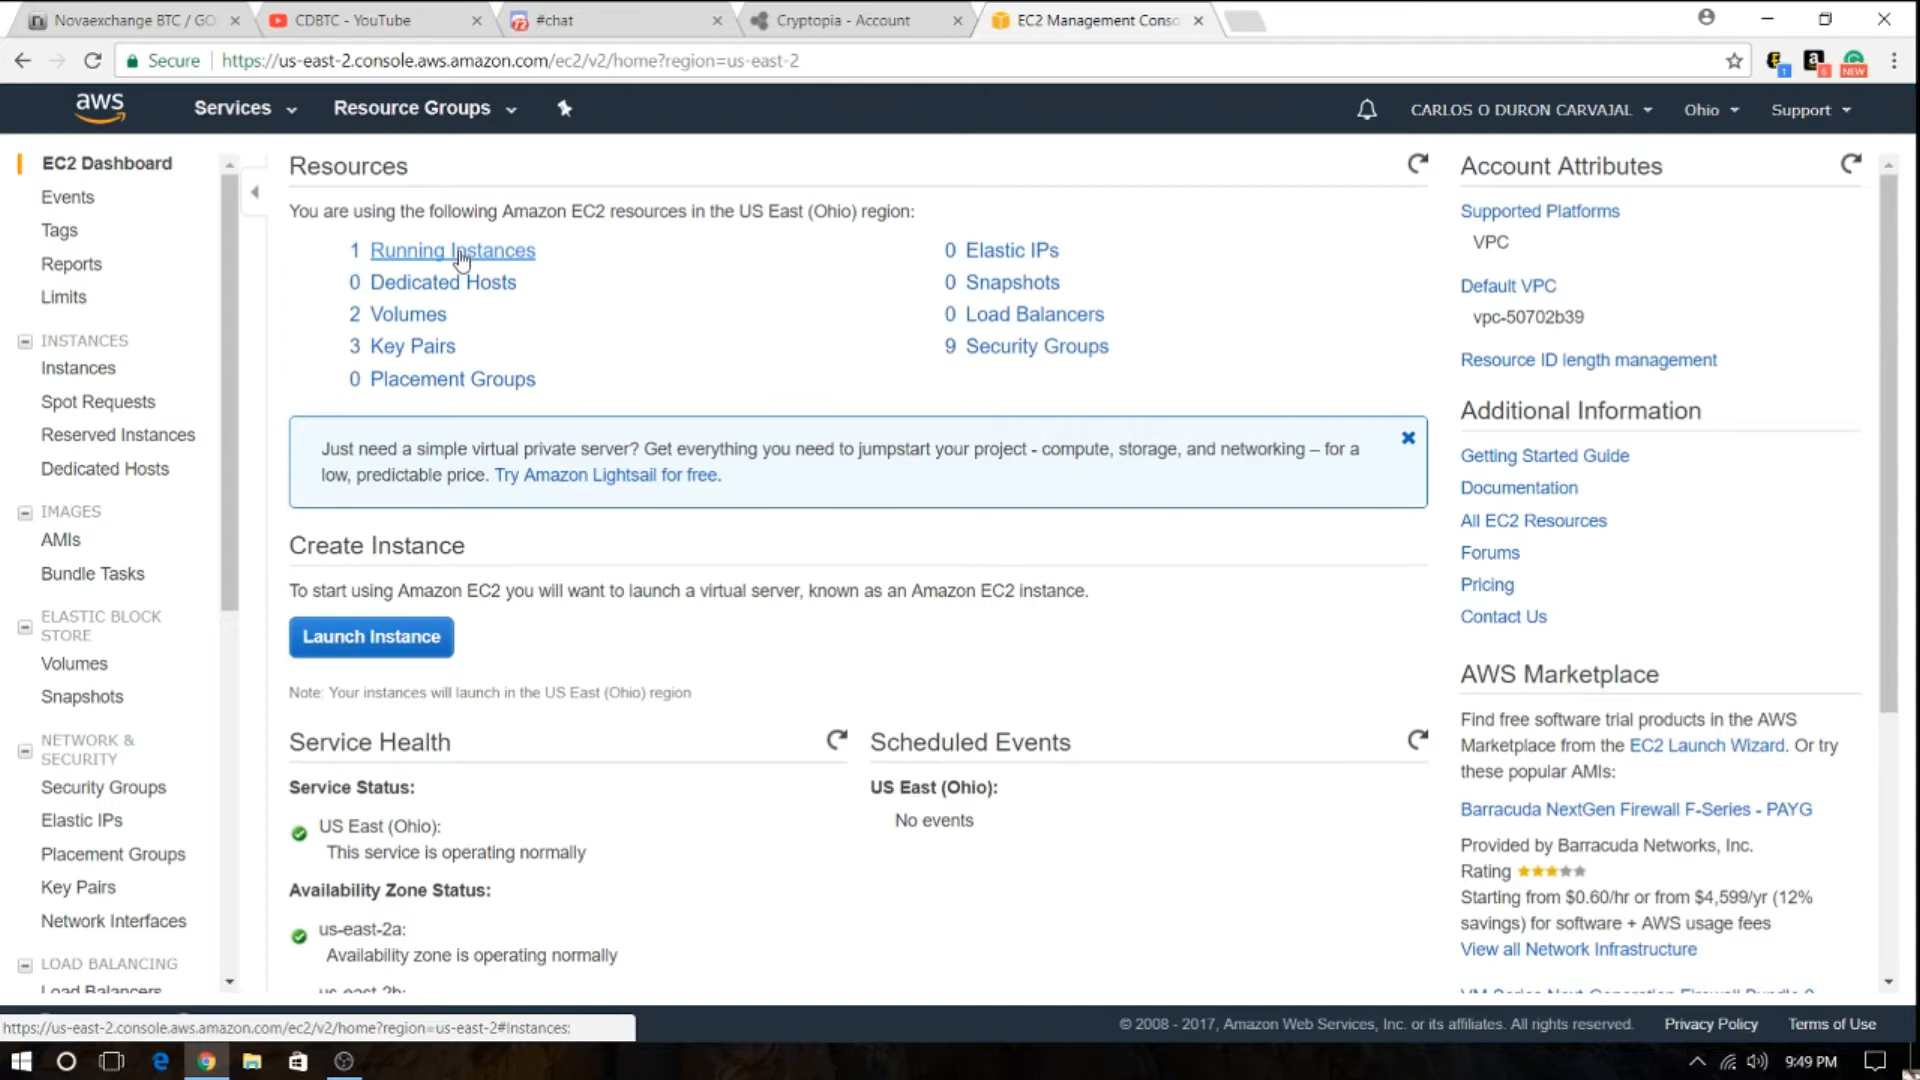 Novaexchange BTC / GO
CDBTC - YouTube
#chat
Cryptopia - Account
EC2 Management Conso
Secure
https://us-east-2.console.aws.amazon.com/ec2/v2/home?region=us-east-2
1
6
NEW
aws
Services
Resource Groups
CARLOS O DURON CARVAJAL
Ohio
Support
EC2 Dashboard
Events
Tags
Reports
Limits
INSTANCES
Instances
Spot Requests
Reserved Instances
Dedicated Hosts
IMAGES
AMIs
Bundle Tasks
ELASTIC BLOCK
STORE
Volumes
Snapshots
NETWORK &
SECURITY
Security Groups
Elastic IPs
Placement Groups
Key Pairs
Network Interfaces
LOAD BALANCING
Load Balancers
Resources
You are using the following Amazon EC2 resources in the US East (Ohio) region:
1 Running Instances
0 Dedicated Hosts
2 Volumes
3 Key Pairs
0 Placement Groups
0 Elastic IPs
0 Snapshots
0 Load Balancers
9 Security Groups
Just need a simple virtual private server? Get everything you need to jumpstart your project - compute, storage, and networking – for a
low, predictable price. Try Amazon Lightsail for free.
Create Instance
To start using Amazon EC2 you will want to launch a virtual server, known as an Amazon EC2 instance.
Launch Instance
Note: Your instances will launch in the US East (Ohio) region
Service Health
Service Status:
US East (Ohio):
This service is operating normally
Availability Zone Status:
us-east-2a:
Availability zone is operating normally
us-east-2b:
Scheduled Events
US East (Ohio):
No events
Account Attributes
Supported Platforms
VPC
Default VPC
vpc-50702b39
Resource ID length management
Additional Information
Getting Started Guide
Documentation
All EC2 Resources
Forums
Pricing
Contact Us
AWS Marketplace
Find free software trial products in the AWS
Marketplace from the EC2 Launch Wizard. Or try
these popular AMIs:
Barracuda NextGen Firewall F-Series - PAYG
Provided by Barracuda Networks, Inc.
Rating
Starting from $0.60/hr or from $4,599/yr (12%
savings) for software + AWS usage fees
View all Network Infrastructure
VM-Series Next-Generation Firewall Bundle 2
https://us-east-2.console.aws.amazon.com/ec2/v2/home?region=us-east-2#Instances:
© 2008 - 2017, Amazon Web Services, Inc. or its affiliates. All rights reserved.
Privacy Policy
Terms of Use
9:49 PM